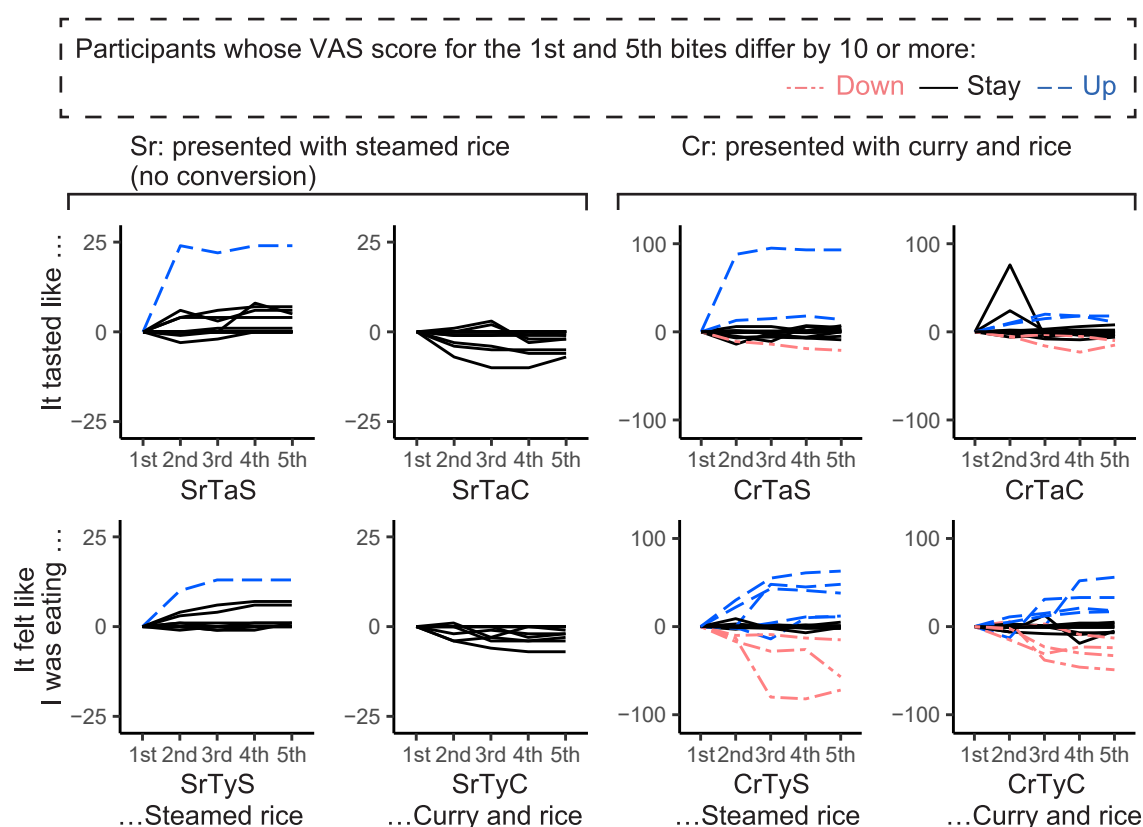 Participants whose VAS score for the 1st and 5th bites differ by 10 or more:
Down Stay Up
Sr: presented with steamed rice
(no conversion)
Cr: presented with curry and rice
It tasted like …
25
0
−25
1st 2nd 3rd 4th 5th
SrTaS
25
0
−25
1st 2nd 3rd 4th 5th
SrTaC
100
0
−100
1st 2nd 3rd 4th 5th
CrTaS
100
0
−100
1st 2nd 3rd 4th 5th
CrTaC
It felt like
I was eating …
25
0
−25
1st 2nd 3rd 4th 5th
SrTyS
…Steamed rice
25
0
−25
1st 2nd 3rd 4th 5th
SrTyC
…Curry and rice
100
0
−100
1st 2nd 3rd 4th 5th
CrTyS
…Steamed rice
100
0
−100
1st 2nd 3rd 4th 5th
CrTyC
…Curry and rice